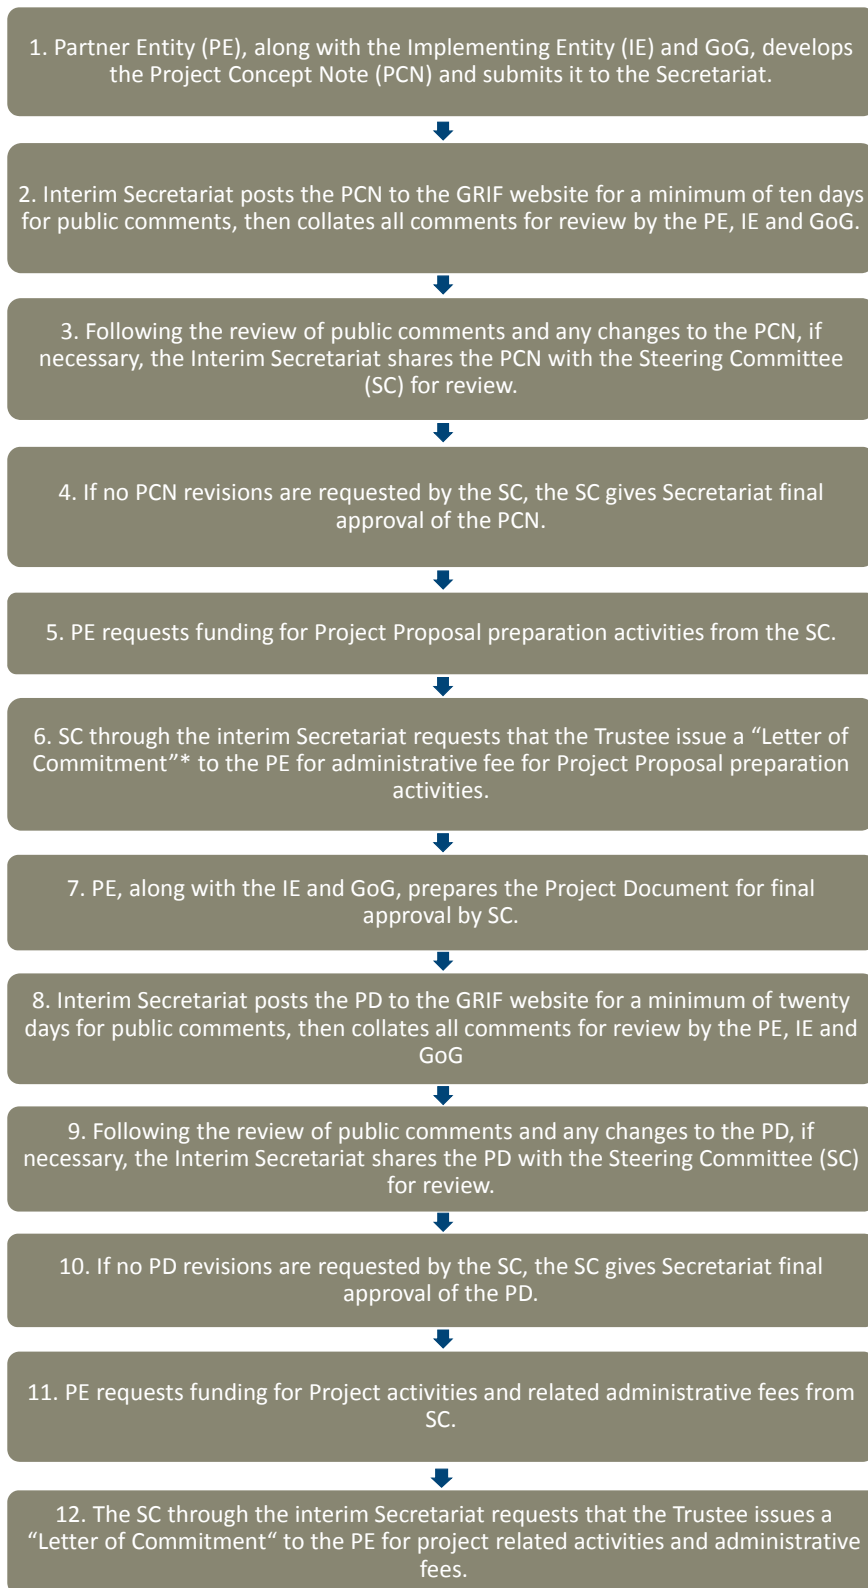 1. Partner Entity (PE), along with the Implementing Entity (IE) and GoG, develops
the Project Concept Note (PCN) and submits it to the Secretariat.
2. Interim Secretariat posts the PCN to the GRIF website for a minimum of ten days
for public comments, then collates all comments for review by the PE, IE and GoG.
3. Following the review of public comments and any changes to the PCN, if
necessary, the Interim Secretariat shares the PCN with the Steering Committee
(SC) for review.
4. If no PCN revisions are requested by the SC, the SC gives Secretariat final
approval of the PCN.
5. PE requests funding for Project Proposal preparation activities from the SC.
6. SC through the interim Secretariat requests that the Trustee issue a “Letter of
Commitment”* to the PE for administrative fee for Project Proposal preparation
activities.
7. PE, along with the IE and GoG, prepares the Project Document for final
approval by SC.
8. Interim Secretariat posts the PD to the GRIF website for a minimum of twenty
days for public comments, then collates all comments for review by the PE, IE and
GoG
9. Following the review of public comments and any changes to the PD, if
necessary, the Interim Secretariat shares the PD with the Steering Committee (SC)
for review.
10. If no PD revisions are requested by the SC, the SC gives Secretariat final
approval of the PD.
11. PE requests funding for Project activities and related administrative fees from
SC.
12. The SC through the interim Secretariat requests that the Trustee issues a
“Letter of Commitment“ to the PE for project related activities and administrative
fees.